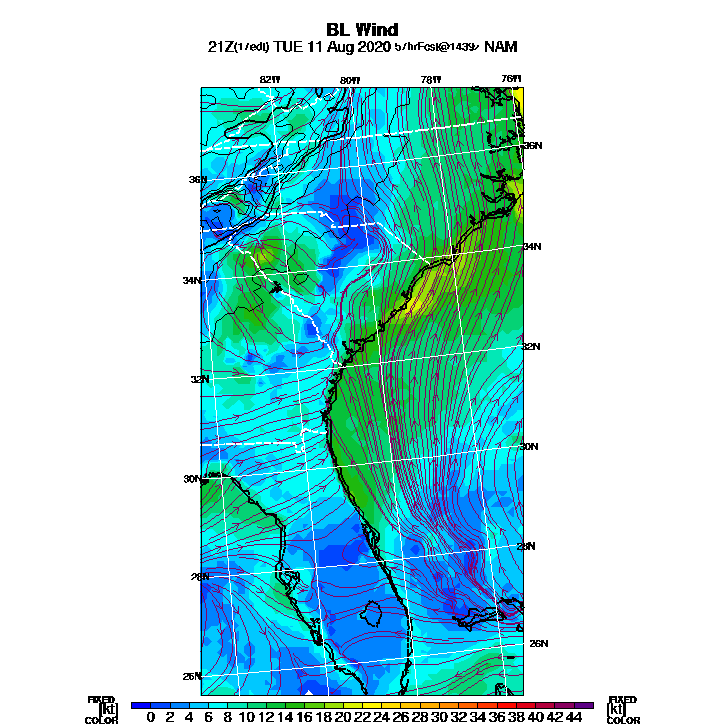 BL Wind
21Z(17edt) TUE 11 Aug 2020 57hrFcst@1439z NAM
82W 80W 78W 76W
36N
36N
34N
34N
32N
32N
30N
30N
28N
28N
26N
26N
FIXED FIXED
[kt] 0 2 4 6 8 10 12 14 16 18 20 22 24 26 28 30 32 34 36 38 40 42 44 [kt]
COLOR COLOR